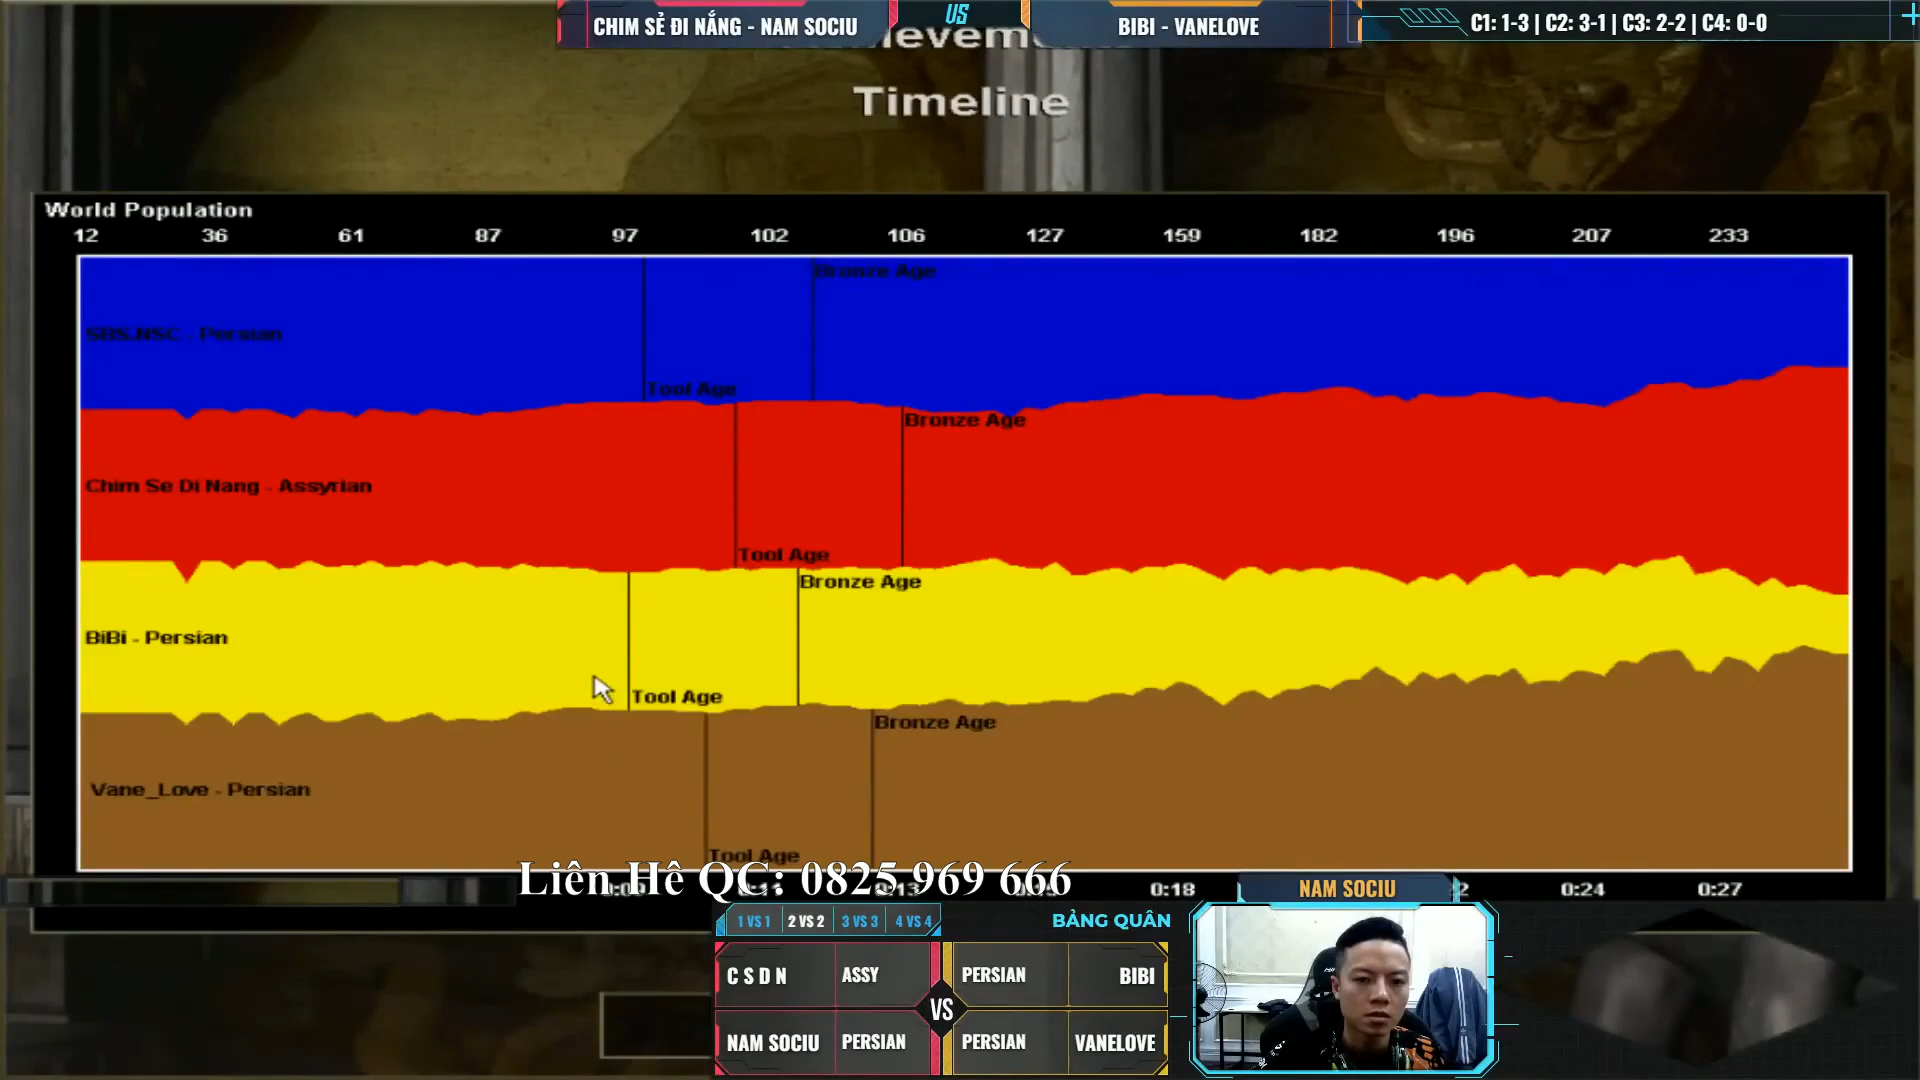 CHIM SẺ ĐI NẮNG - NAM SOCIU
US
BIBI - VANELOVE
C1: 1-3 | C2: 3-1 | C3: 2-2 | C4: 0-0
Timeline
World Population
12 36 61 87 97 102 106 127 159 182 196 207 233
Bronze Age
SBS.NSC - Persian
Tool Age
Bronze Age
Chim Se Di Nang - Assyrian
Tool Age
Bronze Age
BiBi - Persian
Tool Age
Bronze Age
Vane_Love - Persian
Tool Age
Liên Hê QC: 0825 969 666
0:18 0:24 0:27
NAM SOCIU
1 VS 1 2 VS 2 3 VS 3 4 VS 4
BẢNG QUÂN
C S D N ASSY PERSIAN BIBI
VS
NAM SOCIU PERSIAN PERSIAN VANELOVE